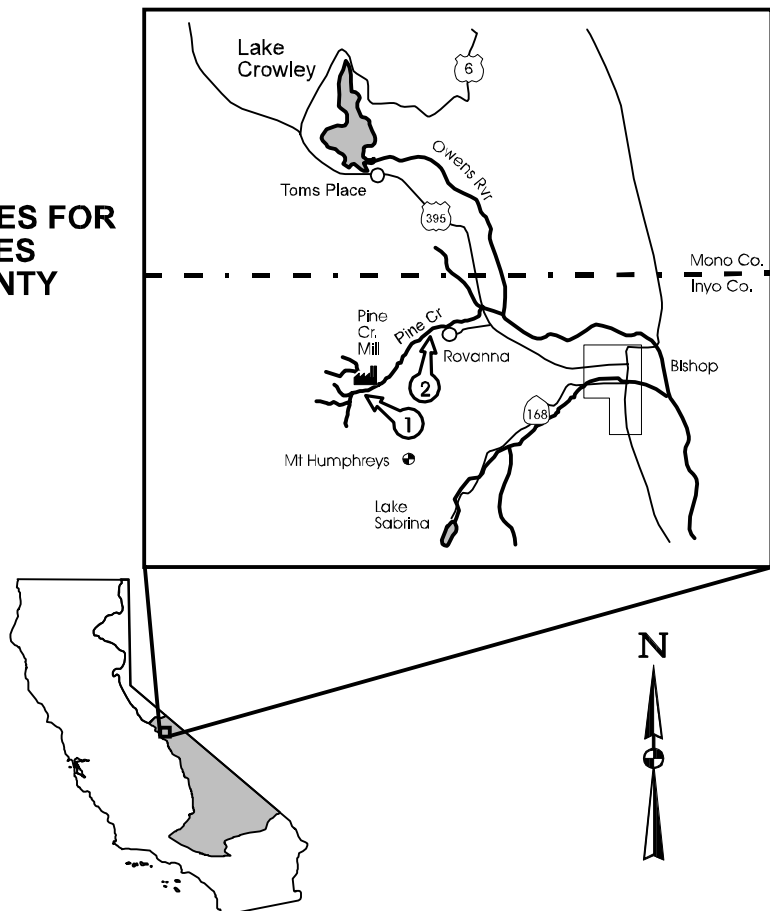 ES FOR
ES
NTY
Lake
Crowley
6
Owens Rvr
Toms Place
395
Mono Co.
Inyo Co.
Pine
Cr.
Mill
Pine Cr
Rovanna
2
Bishop
1
168
Mt Humphreys
Lake
Sabrina
N